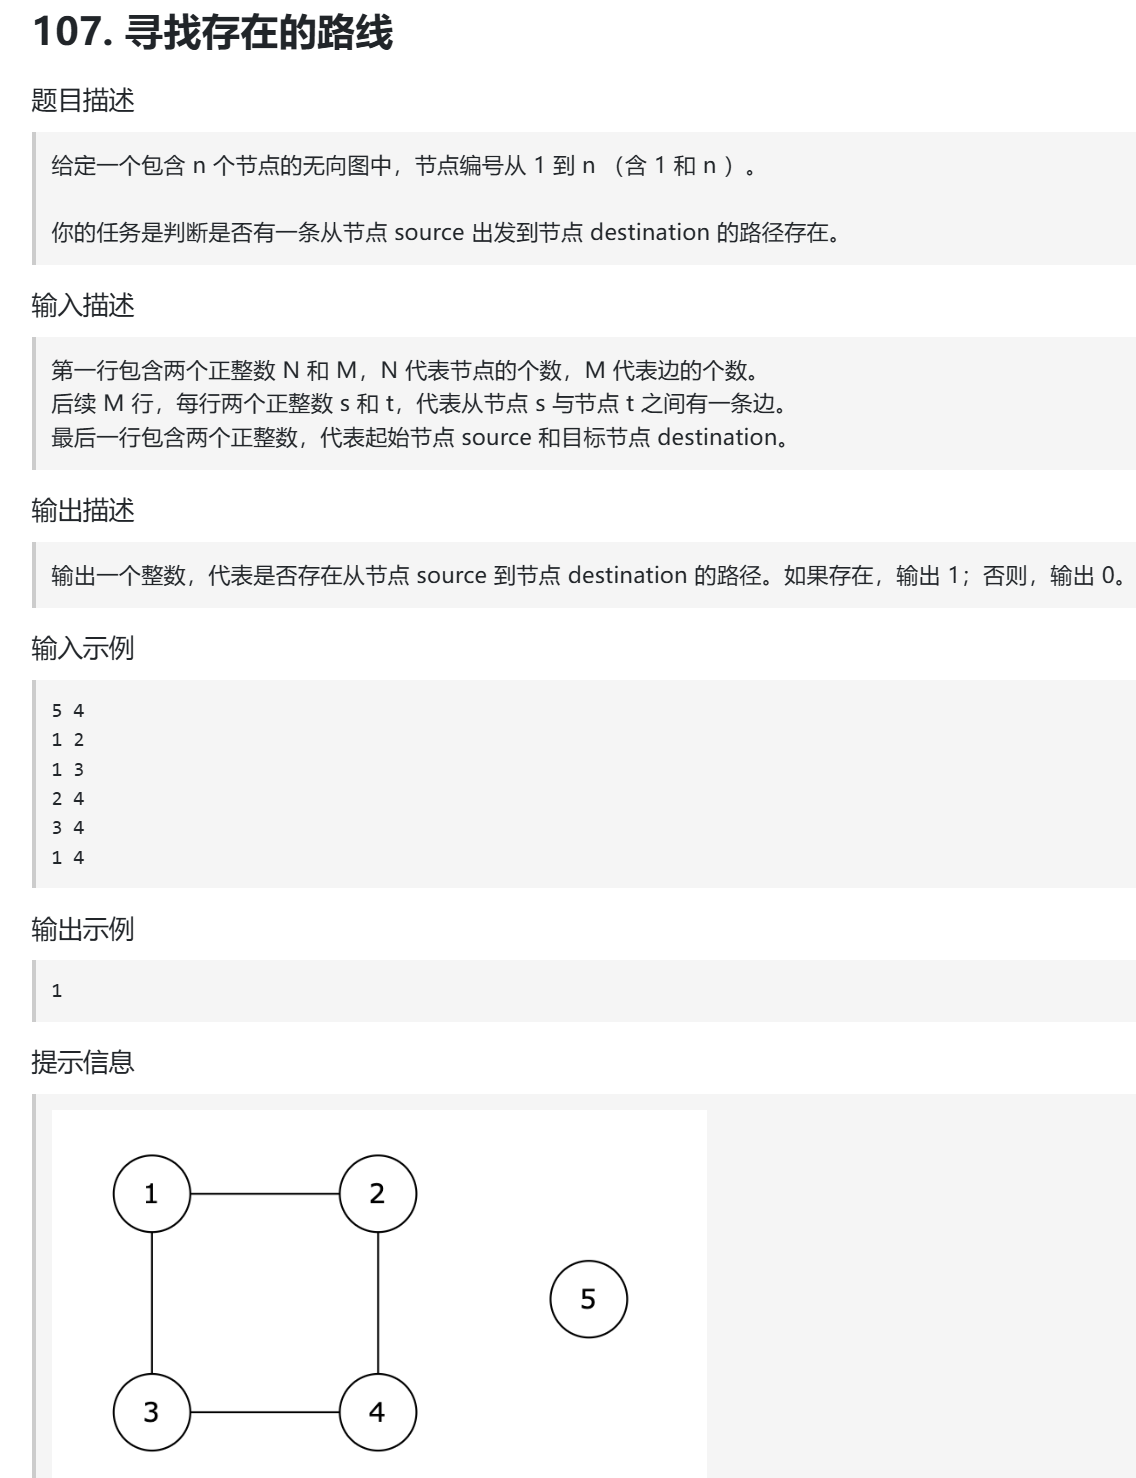 107. 寻找存在的路线
题目描述
给定一个包含 n 个节点的无向图中，节点编号从 1 到 n （含 1 和 n ）。
你的任务是判断是否有一条从节点 source 出发到节点 destination 的路径存在。
输入描述
第一行包含两个正整数 N 和 M，N 代表节点的个数，M 代表边的个数。
后续 M 行，每行两个正整数 s 和 t，代表从节点 s 与节点 t 之间有一条边。
最后一行包含两个正整数，代表起始节点 source 和目标节点 destination。
输出描述
输出一个整数，代表是否存在从节点 source 到节点 destination 的路径。如果存在，输出 1；否则，输出 0。
输入示例
5 4
1 2
1 3
2 4
3 4
1 4
输出示例
1
提示信息
1 2
5
3 4